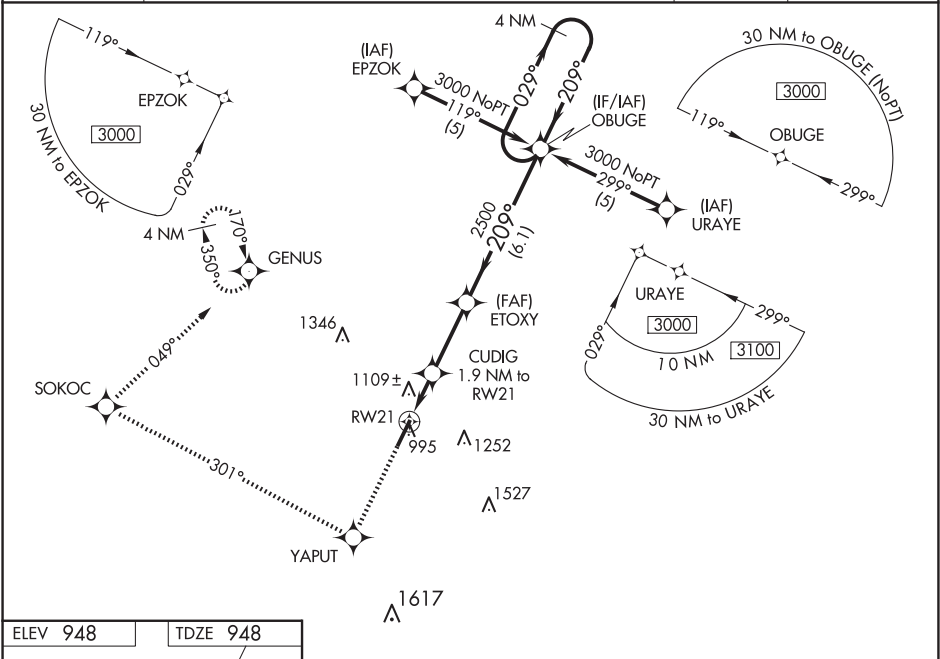 119°
EPZOK
3000
30 NM to EPZOK
029°
4 NM
029°
209°
(IAF)
EPZOK
3000 NoPT
119°
(5)
(IF/IAF)
OBUGE
3000 NoPT
299°
(5)
(IAF)
URAYE
30 NM to OBUGE (NoPT)
3000
119°
OBUGE
299°
4 NM
170°
350°
GENUS
2500
209°
(6.1)
(FAF)
ETOXY
URAYE
029°
299°
3000
10 NM
3100
30 NM to URAYE
1346
049°
SOKOC
CUDIG
1.9 NM to
RW21
1109±
RW21
995
1252
301°
1527
YAPUT
1617
ELEV 948
TDZE 948